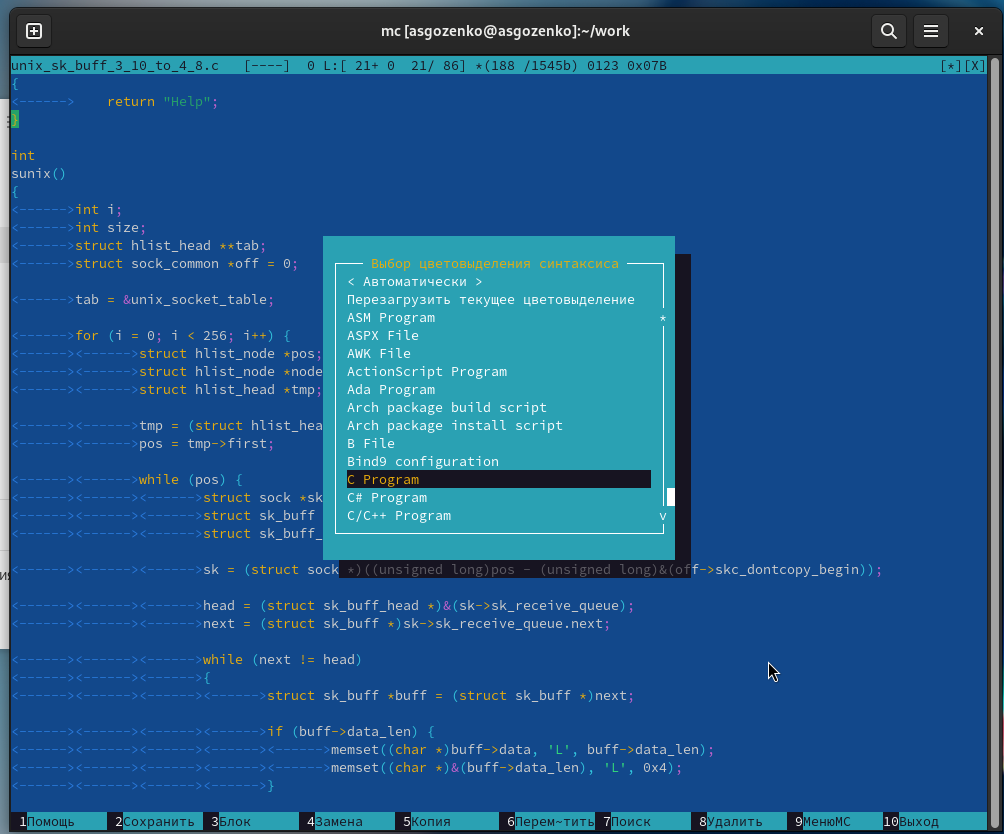 mc [asgozenko@asgozenko]:~/work
unix_sk_buff_3_10_to_4_8.c [----] 0 L:[ 21+ 0 21/ 86] *(188 /1545b) 0123 0x07B [*][X]
{
<------> return "Help";
}
int
sunix()
{
<------>int i;
<------>int size;
<------>struct hlist_head **tab;
<------>struct sock_common *off = 0;
<------>tab = &unix_socket_table;
<------>for (i = 0; i < 256; i++) {
<------><------>struct hlist_node *pos;
<------><------>struct hlist_node *node
<------><------>struct hlist_head *tmp;
<------><------>tmp = (struct hlist_hea
<------><------>pos = tmp->first;
<------><------>while (pos) {
<------><------><------>struct sock *sk
<------><------><------>struct sk_buff
<------><------><------>struct sk_buff_
Выбор цветовыделения синтаксиса
< Автоматически >
Перезагрузить текущее цветовыделение
ASM Program *
ASPX File
AWK File
ActionScript Program
Ada Program
Arch package build script
Arch package install script
B File
Bind9 configuration
C Program
C# Program
C/C++ Program v
<------><------><------>sk = (struct sock *)((unsigned long)pos - (unsigned long)&(off->skc_dontcopy_begin));
<------><------><------>head = (struct sk_buff_head *)&(sk->sk_receive_queue);
<------><------><------>next = (struct sk_buff *)sk->sk_receive_queue.next;
<------><------><------>while (next != head)
<------><------><------>{
<------><------><------><------>struct sk_buff *buff = (struct sk_buff *)next;
<------><------><------><------>if (buff->data_len) {
<------><------><------><------><------>memset((char *)buff->data, 'L', buff->data_len);
<------><------><------><------><------>memset((char *)&(buff->data_len), 'L', 0x4);
<------><------><------><------>}
1Помощь 2Сохранить 3Блок 4Замена 5Копия 6Перем~тить 7Поиск 8Удалить 9МенюMC 10Выход